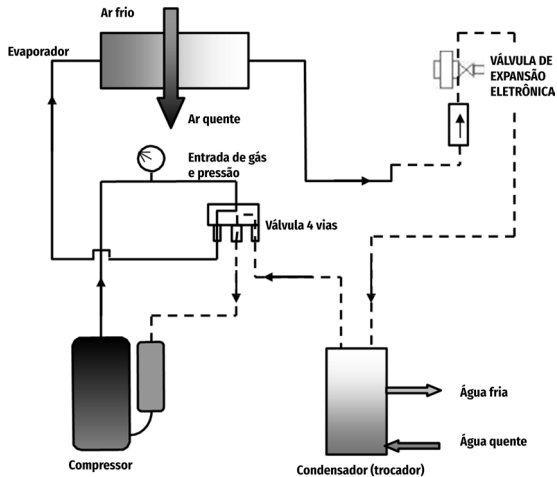 Ar frio
Evaporador
VÁLVULA DE
EXPANSÃO
ELETRÔNICA
Ar quente
Entrada de gás
e pressão
Válvula 4 vias
Água fria
Água quente
Compressor
Condensador (trocador)